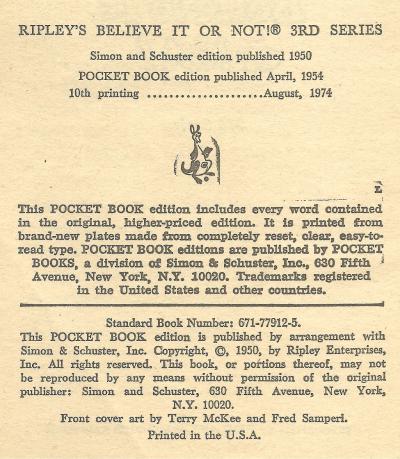 RIPLEY'S BELIEVE IT OR NOT!® 3RD SERIES
Simon and Schuster edition published 1950
POCKET BOOK edition published April, 1954
10th printing ......................August, 1974
L
This POCKET BOOK edition includes every word contained
in the original, higher-priced edition. It is printed from
brand-new plates made from completely reset, clear, easy-to-
read type. POCKET BOOK editions are published by POCKET
BOOKS, a division of Simon & Schuster, Inc., 630 Fifth
Avenue, New York, N.Y. 10020. Trademarks registered
in the United States and other countries.
Standard Book Number: 671-77912-5.
This POCKET BOOK edition is published by arrangement with
Simon & Schuster, Inc. Copyright, ©, 1950, by Ripley Enterprises,
Inc. All rights reserved. This book, or portions thereof, may not
be reproduced by any means without permission of the original
publisher: Simon and Schuster, 630 Fifth Avenue, New York,
N.Y. 10020.
Front cover art by Terry McKee and Fred Samperi.
Printed in the U.S.A.